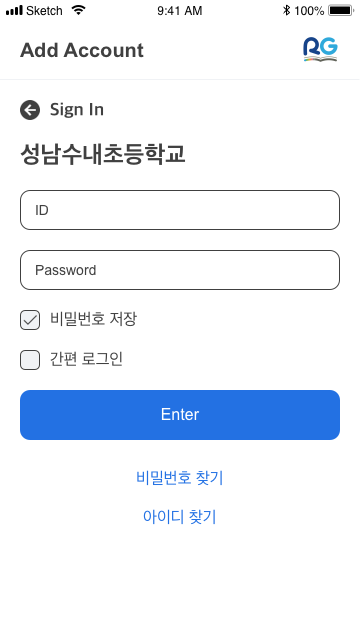 Sketch 9:41 AM 100%
Add Account RG
Sign In
성남수내초등학교
ID
Password
비밀번호 저장
간편 로그인
Enter
비밀번호 찾기
아이디 찾기